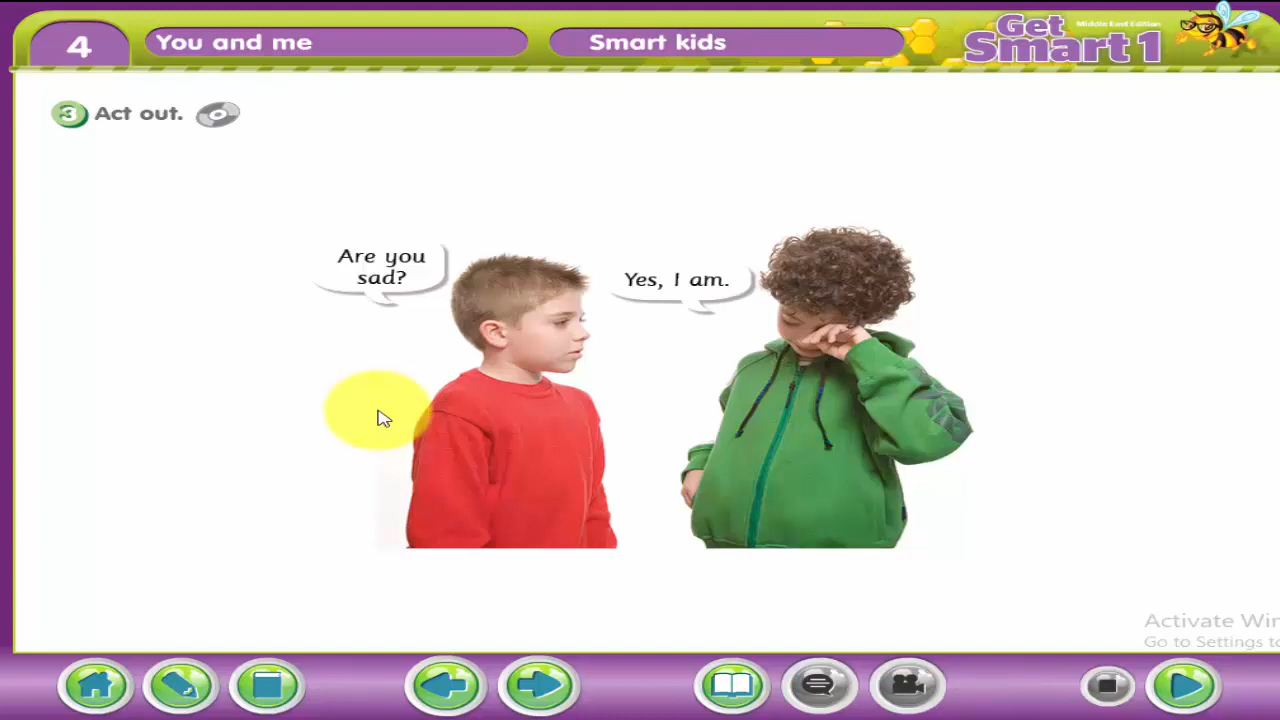 4
You and me
Smart kids
Get
Middle East Edition
Smart 1
3 Act out.
Are you
sad?
Yes, I am.
Activate Win
Go to Settings to